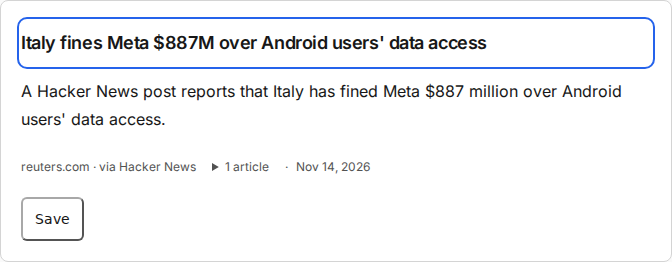 Italy fines Meta $887M over Android users' data access
A Hacker News post reports that Italy has fined Meta $887 million over Android
users' data access.
reuters.com · via Hacker News ▶ 1 article · Nov 14, 2026
Save